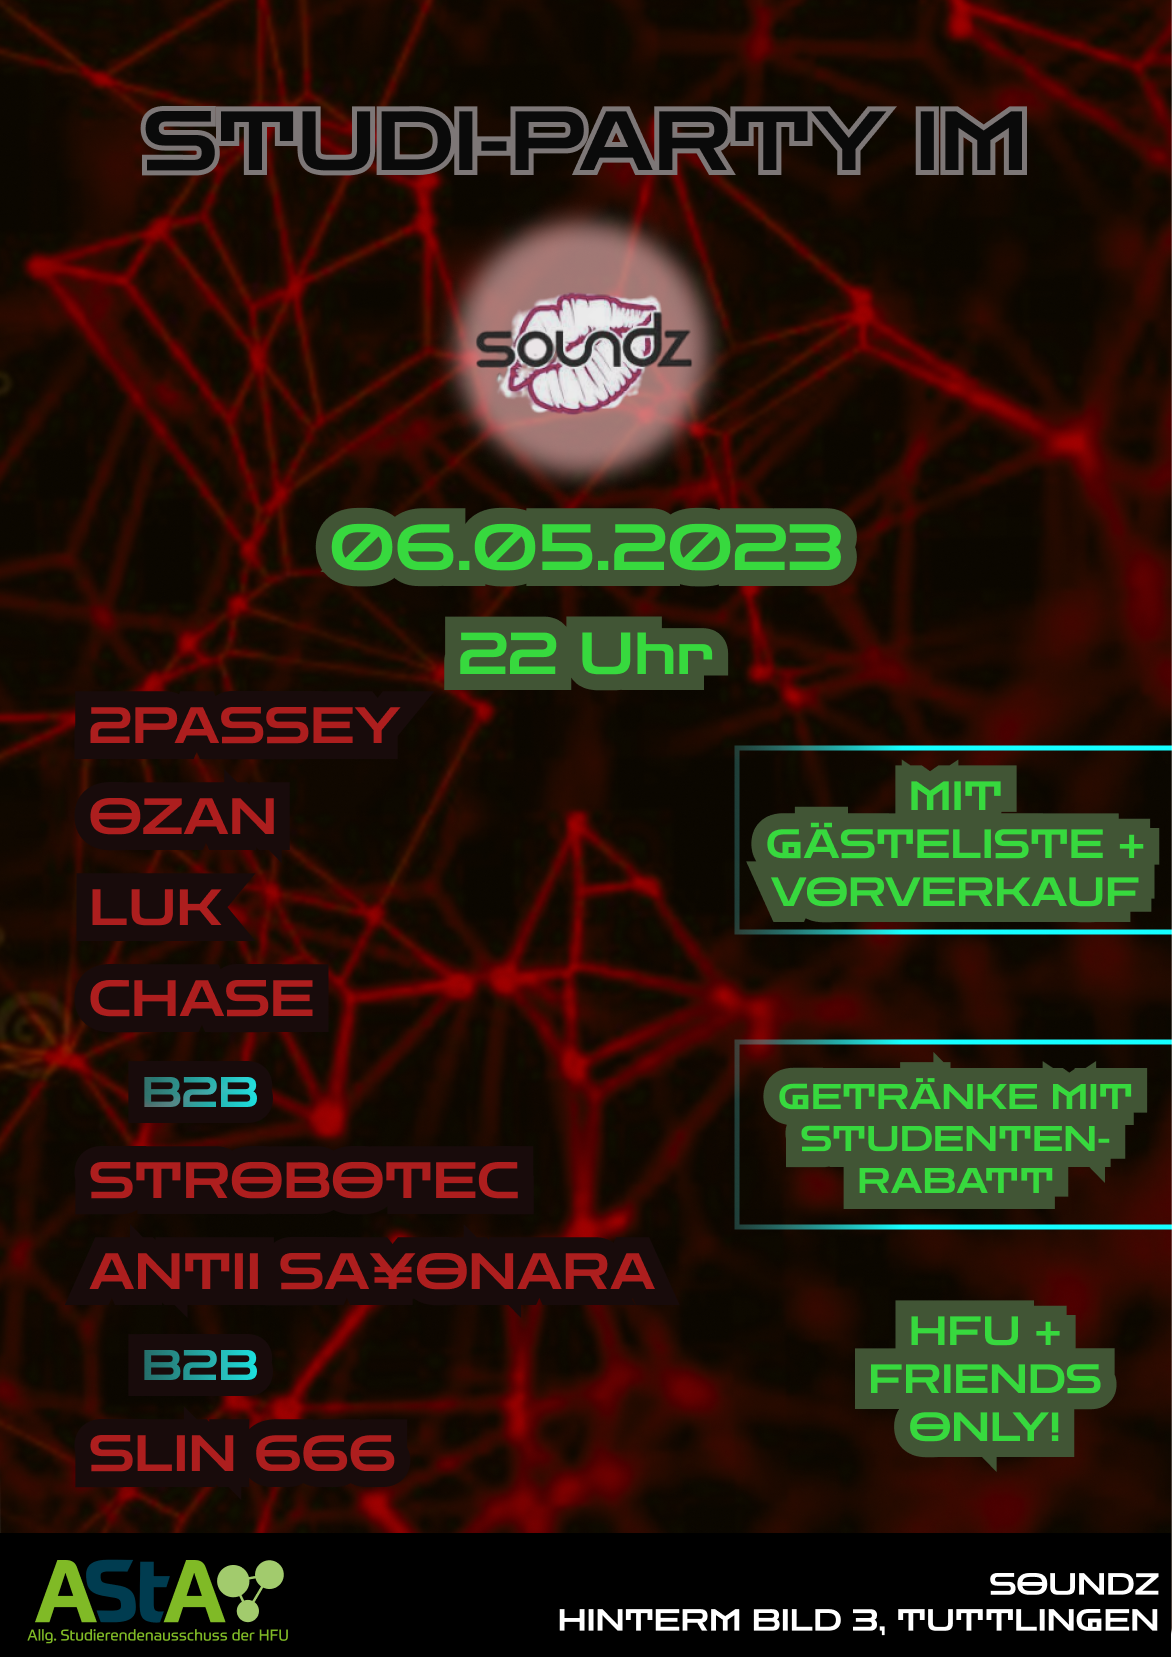 STUDI-PARTY IM
soundz
06.05.2023
22 Uhr
2PASSEY
OZAN
LUK
CHASE
B2B
STROBOTEC
ANTII SA¥ONARA
B2B
SLIN 666
MIT
GÄSTELISTE +
VORVERKAUF
GETRÄNKE MIT
STUDENTEN-
RABATT
HFU +
FRIENDS
ONLY!
AStA
Allg. Studierendenausschuss der HFU
SOUNDZ
HINTERM BILD 3, TUTTLINGEN